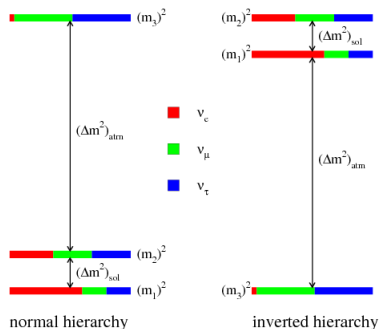 (m₃)²
(Δm²)atm
(m₂)²
(Δm²)sol
(m₁)²
normal hierarchy
νe
νμ
ντ
(m₂)²
(Δm²)sol
(m₁)²
(Δm²)atm
(m₃)²
inverted hierarchy